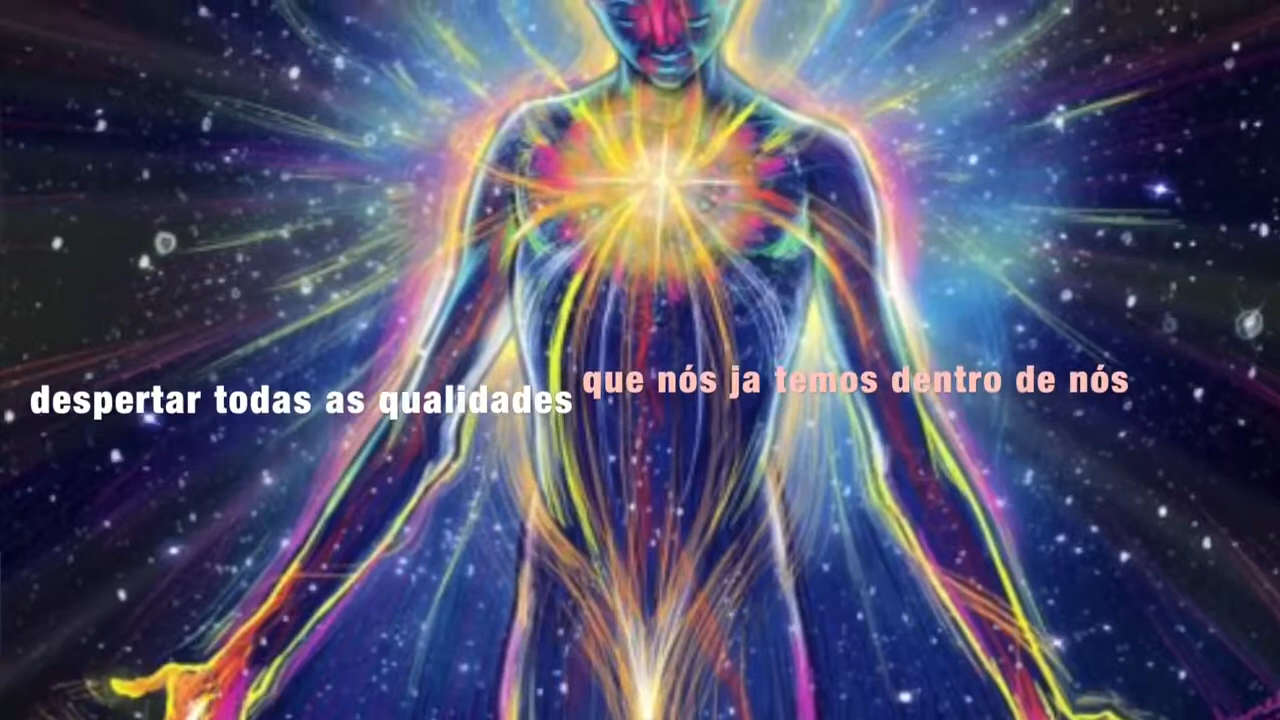 despertar todas as qualidades
que nós ja temos dentro de nós